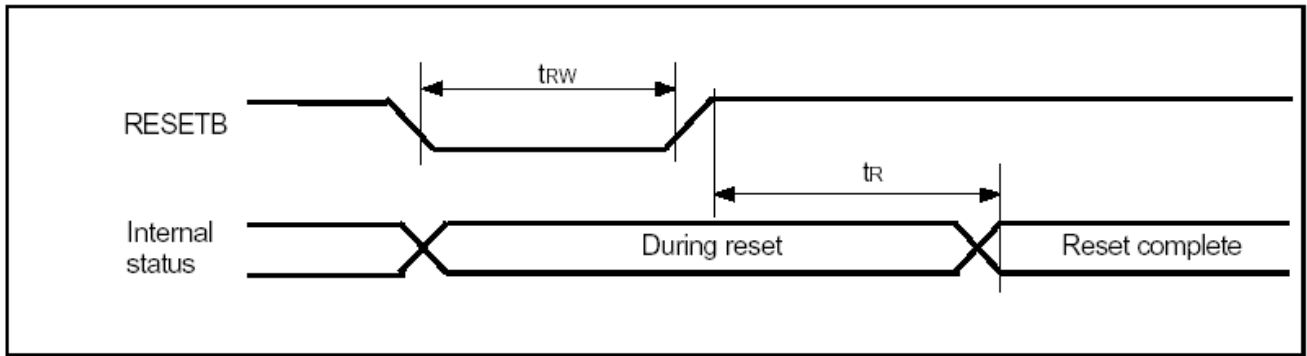 tRW
RESETB
tR
Internal
status
During reset
Reset complete